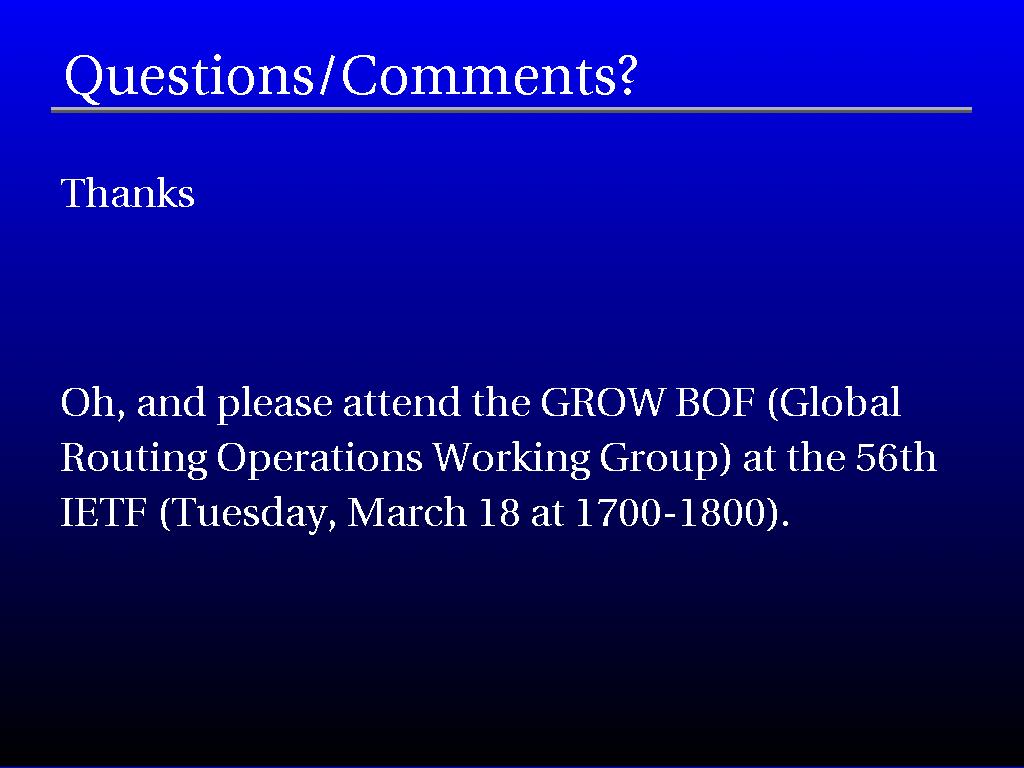 Questions/Comments?
Thanks
Oh, and please attend the GROW BOF (Global
Routing Operations Working Group) at the 56th
IETF (Tuesday, March 18 at 1700-1800).